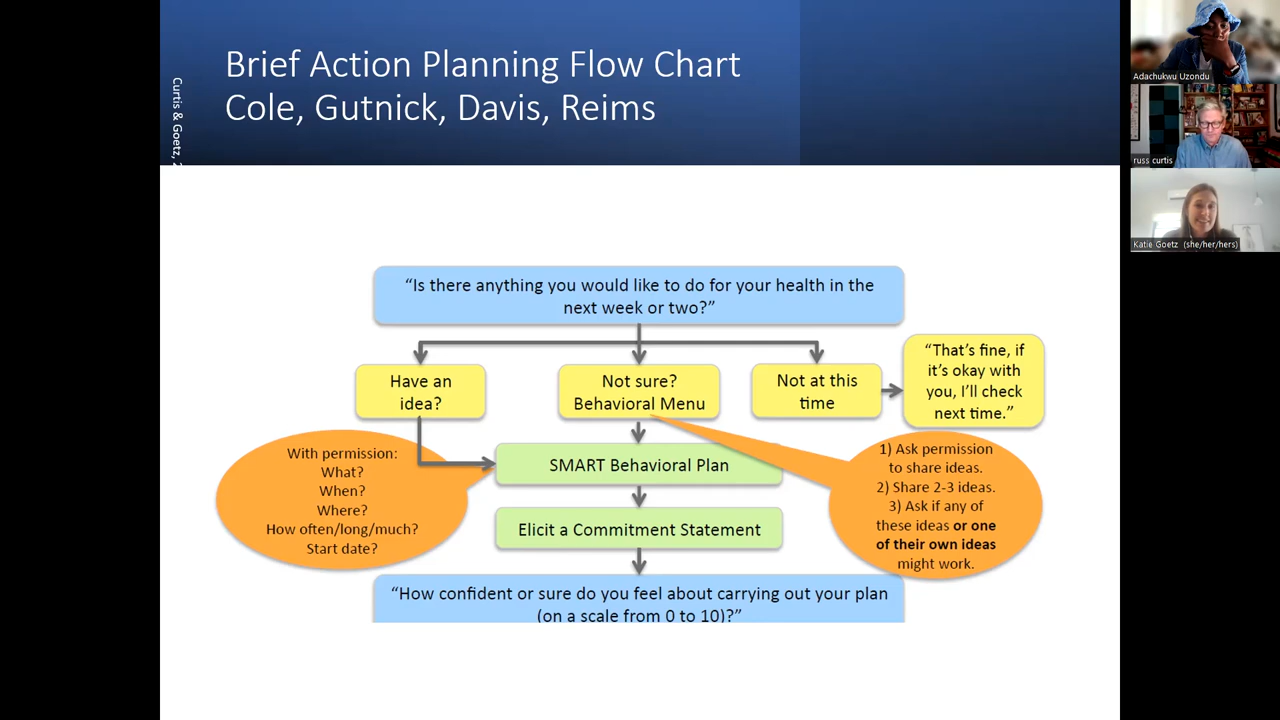 Brief Action Planning Flow Chart
Cole, Gutnick, Davis, Reims
Curtis & Goetz,
“Is there anything you would like to do for your health in the
next week or two?”
Have an
idea?
Not sure?
Behavioral Menu
Not at this
time
“That’s fine, if
it’s okay with
you, I’ll check
next time.”
With permission:
What?
When?
Where?
How often/long/much?
Start date?
SMART Behavioral Plan
1) Ask permission
to share ideas.
2) Share 2-3 ideas.
3) Ask if any of
these ideas or one
of their own ideas
might work.
Elicit a Commitment Statement
“How confident or sure do you feel about carrying out your plan
(on a scale from 0 to 10)?”
Adachukwu Uzondu
russ curtis
Katie Goetz (she/her/hers)